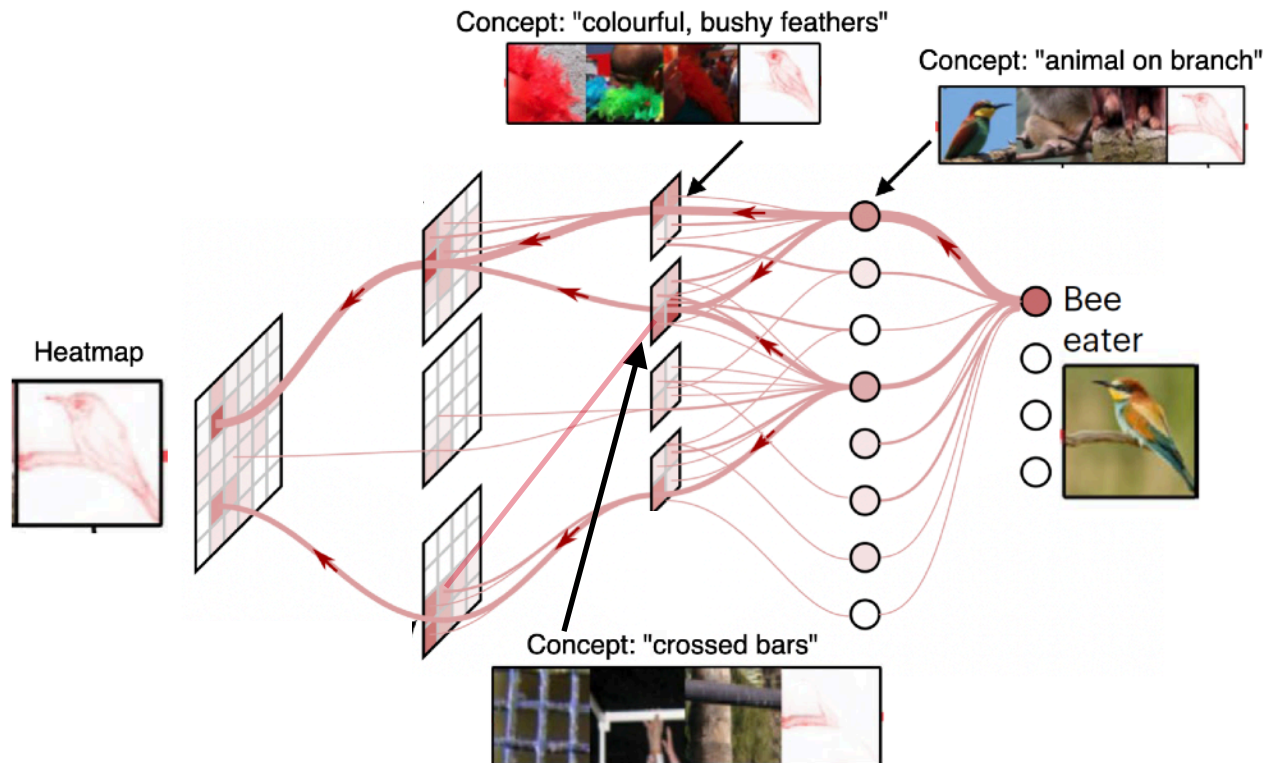 Concept: "colourful, bushy feathers"
Concept: "animal on branch"
Heatmap
Bee
eater
Concept: "crossed bars"